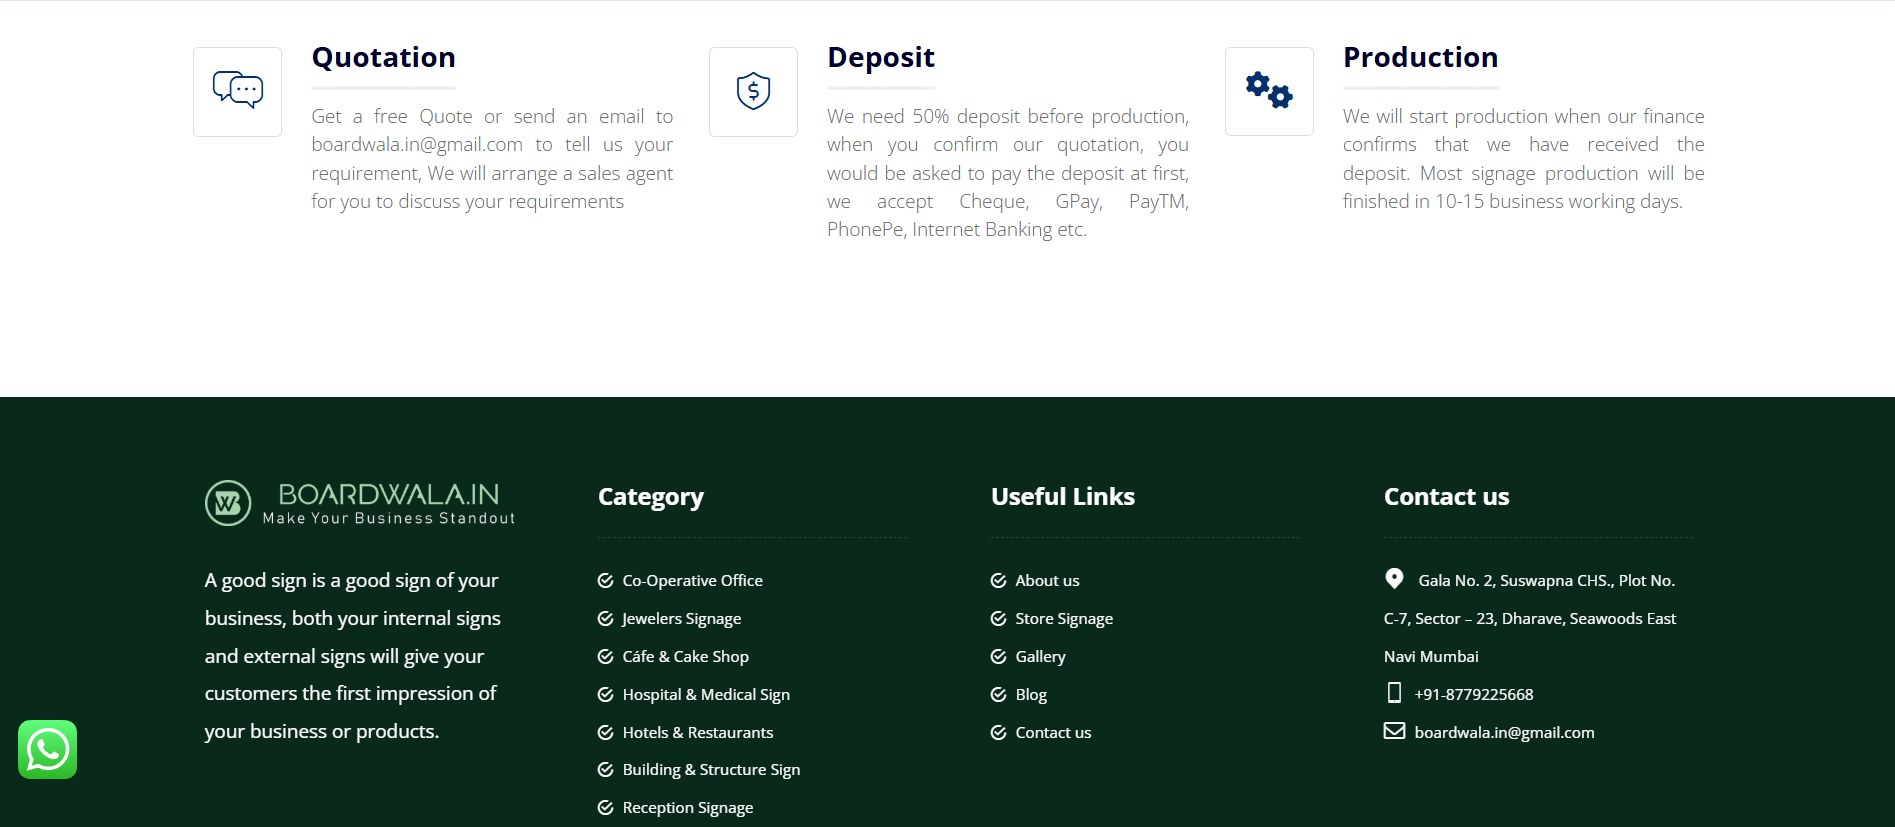 Quotation
Get a free Quote or send an email to
boardwala.in@gmail.com to tell us your
requirement, We will arrange a sales agent
for you to discuss your requirements
Deposit
We need 50% deposit before production,
when you confirm our quotation, you
would be asked to pay the deposit at first,
we accept Cheque, GPay, PayTM,
PhonePe, Internet Banking etc.
Production
We will start production when our finance
confirms that we have received the
deposit. Most signage production will be
finished in 10-15 business working days.
BOARDWALA.IN
Make Your Business Standout
A good sign is a good sign of your
business, both your internal signs
and external signs will give your
customers the first impression of
your business or products.
Category
Co-Operative Office
Jewelers Signage
Cáfe & Cake Shop
Hospital & Medical Sign
Hotels & Restaurants
Building & Structure Sign
Reception Signage
Useful Links
About us
Store Signage
Gallery
Blog
Contact us
Contact us
Gala No. 2, Suswapna CHS., Plot No.
C-7, Sector – 23, Dharave, Seawoods East
Navi Mumbai
+91-8779225668
boardwala.in@gmail.com